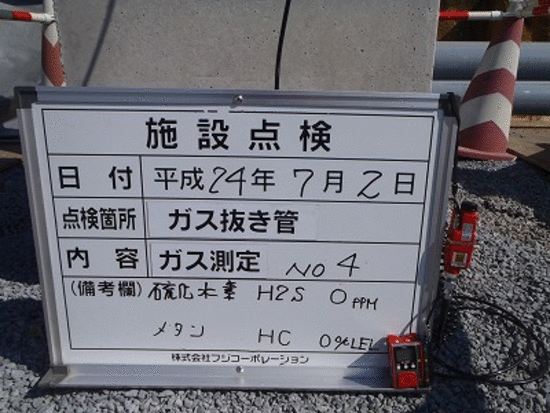 施設点検
日付 平成24年7月2日
点検箇所 ガス抜き管
内容 ガス測定 NO 4
(備考欄) 硫化水素 H2S 0 PPM
メタン HC 0%LEL
株式会社フジコーポレーション